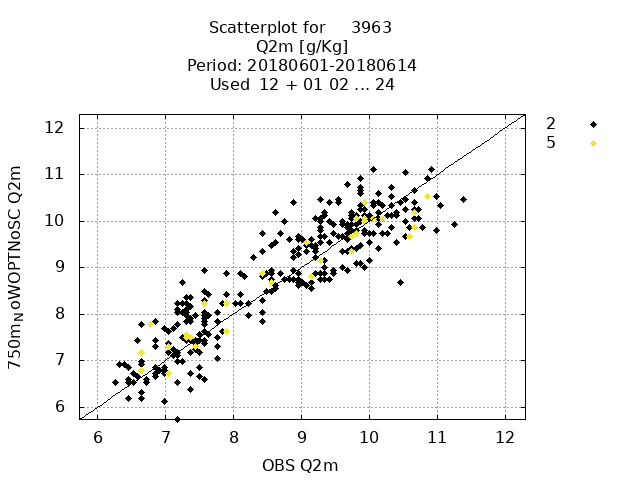 Scatterplot for 3963
Q2m [g/Kg]
Period: 20180601-20180614
Used 12 + 01 02 ... 24
2
5
12
11
10
9
8
7
6
750m_NoWOPTNoSC Q2m
6 7 8 9 10 11 12
OBS Q2m